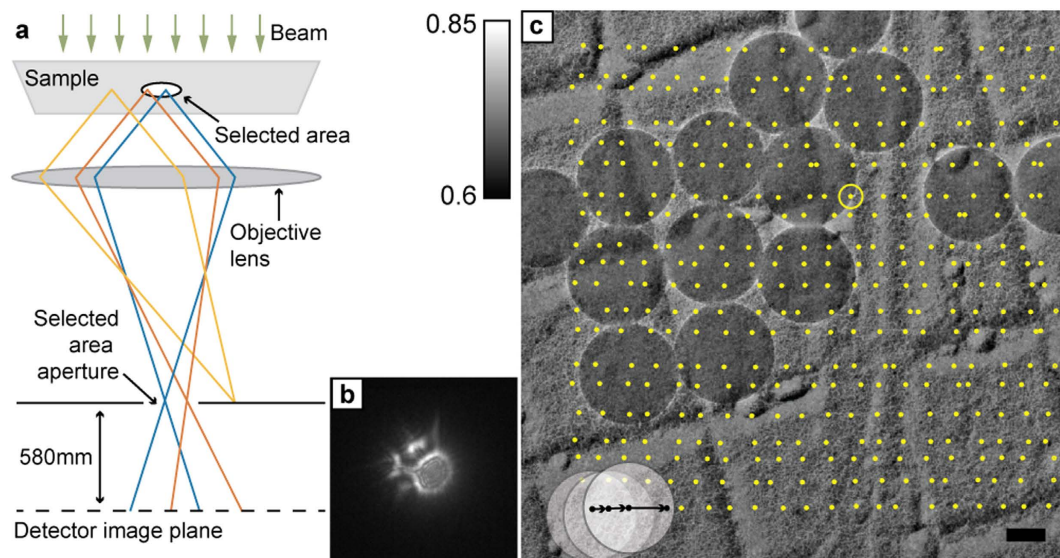 a
Beam
Sample
Selected area
Objective
lens
Selected
area
aperture
580mm
Detector image plane
b
0.85
0.6
c